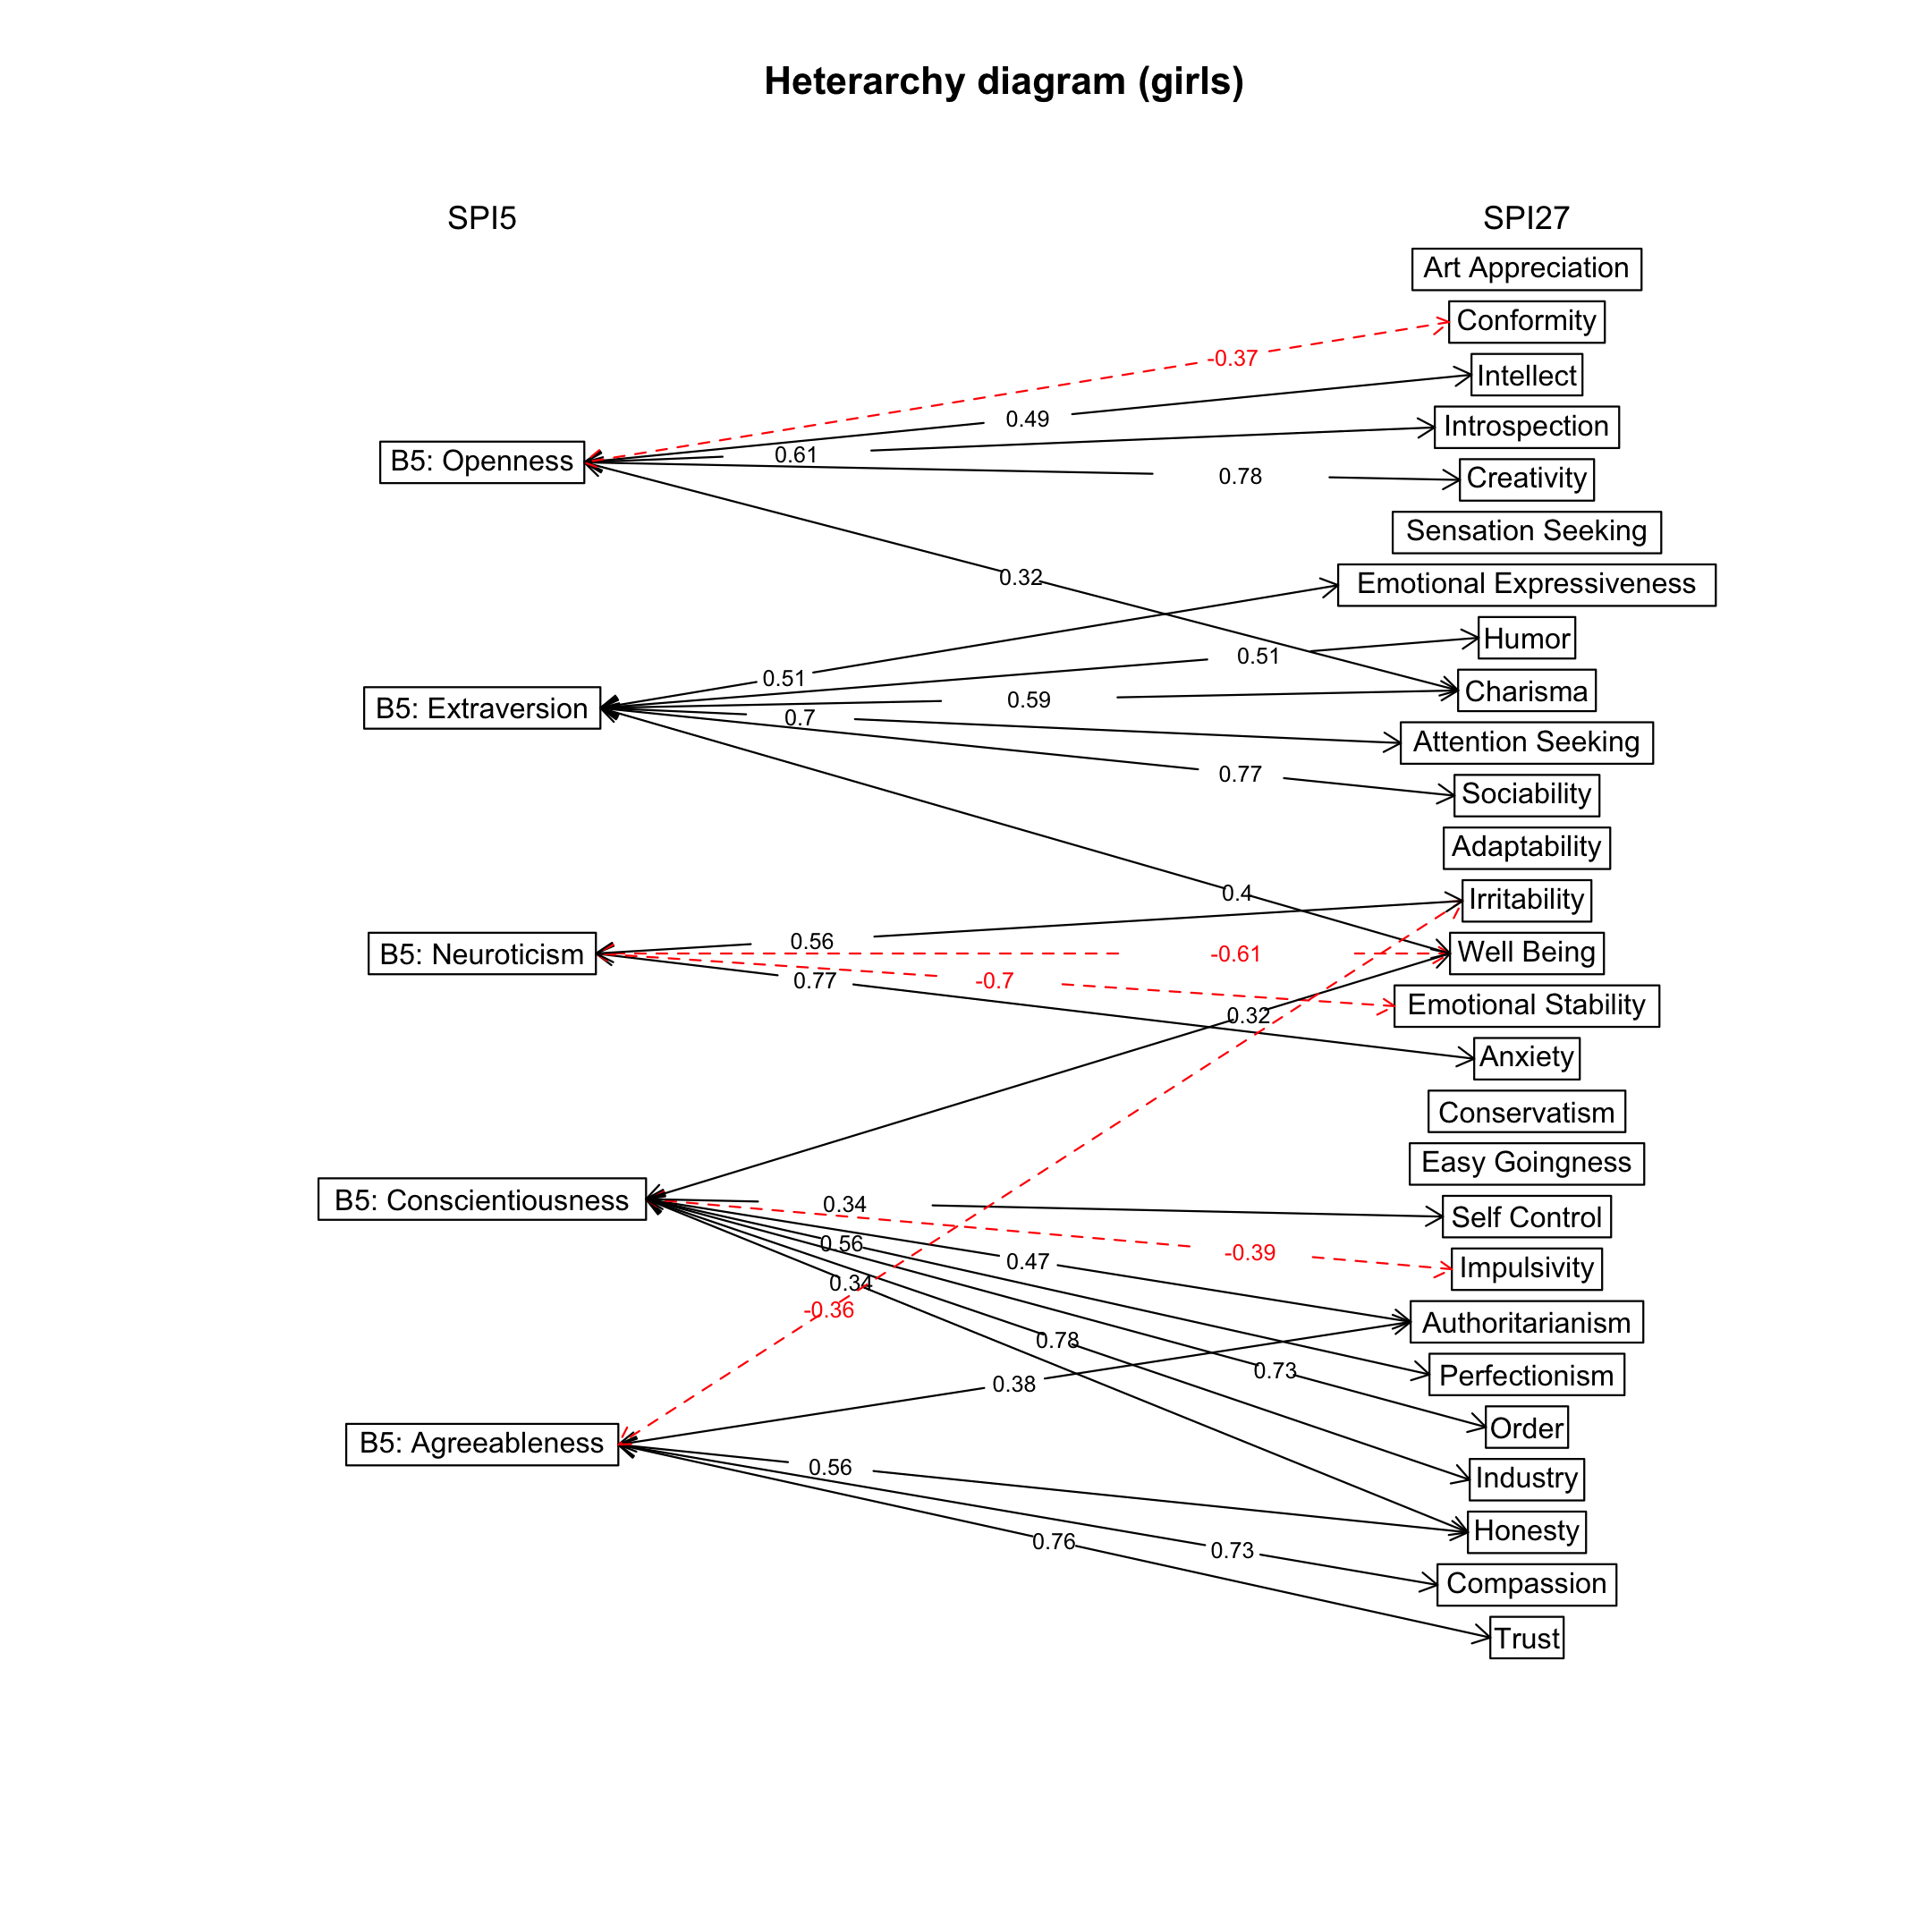 Heterarchy diagram (girls)
SPI5
SPI27
Art Appreciation
Conformity
-0.37
Intellect
0.49
Introspection
B5: Openness
0.61
0.78
Creativity
Sensation Seeking
0.32
Emotional Expressiveness
Humor
0.51
0.51
Charisma
B5: Extraversion
0.59
0.7
Attention Seeking
0.77
Sociability
Adaptability
0.4
Irritability
0.56
B5: Neuroticism
-0.61
Well Being
0.77
-0.7
Emotional Stability
0.32
Anxiety
Conservatism
Easy Goingness
B5: Conscientiousness
0.34
Self Control
0.56
0.47
-0.39
Impulsivity
0.34
-0.36
Authoritarianism
0.78
0.73
Perfectionism
0.38
Order
B5: Agreeableness
0.56
Industry
Honesty
0.76
0.73
Compassion
Trust